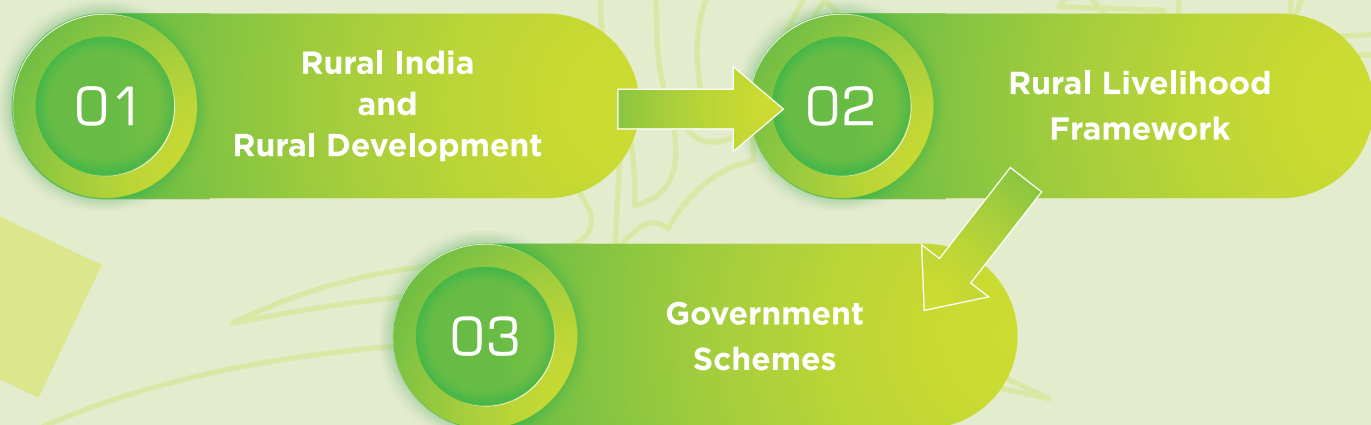 01
Rural India
and
Rural Development
02
Rural Livelihood
Framework
03
Government
Schemes